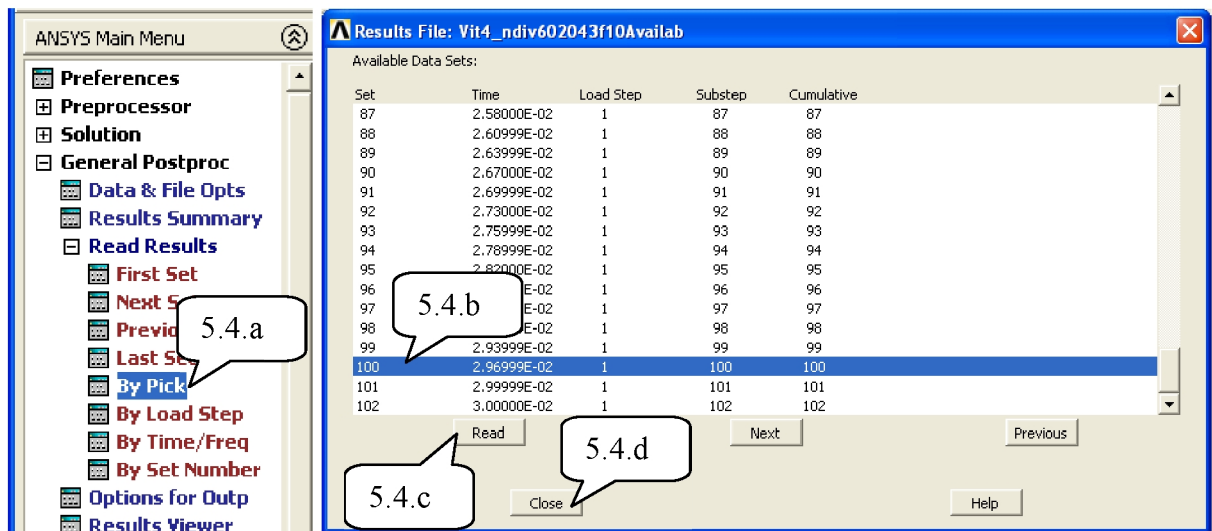 ANSYS Main Menu
Preferences
Preprocessor
Solution
General Postproc
Data & File Opts
Results Summary
Read Results
First Set
Next S
Previo
Last Se
By Pick
By Load Step
By Time/Freq
By Set Number
Options for Outp
Results Viewer
5.4.a
Results File: Vit4_ndiv602043f10Availab
Available Data Sets:
Set Time Load Step Substep Cumulative
87 2.58000E-02 1 87 87
88 2.60999E-02 1 88 88
89 2.63999E-02 1 89 89
90 2.67000E-02 1 90 90
91 2.69999E-02 1 91 91
92 2.73000E-02 1 92 92
93 2.75999E-02 1 93 93
94 2.78999E-02 1 94 94
95 2.82000E-02 1 95 95
96 E-02 1 96 96
97 E-02 1 97 97
98 E-02 1 98 98
99 2.93999E-02 1 99 99
100 2.96999E-02 1 100 100
101 2.99999E-02 1 101 101
102 3.00000E-02 1 102 102
5.4.b
Read Next Previous
5.4.c
5.4.d
Close Help